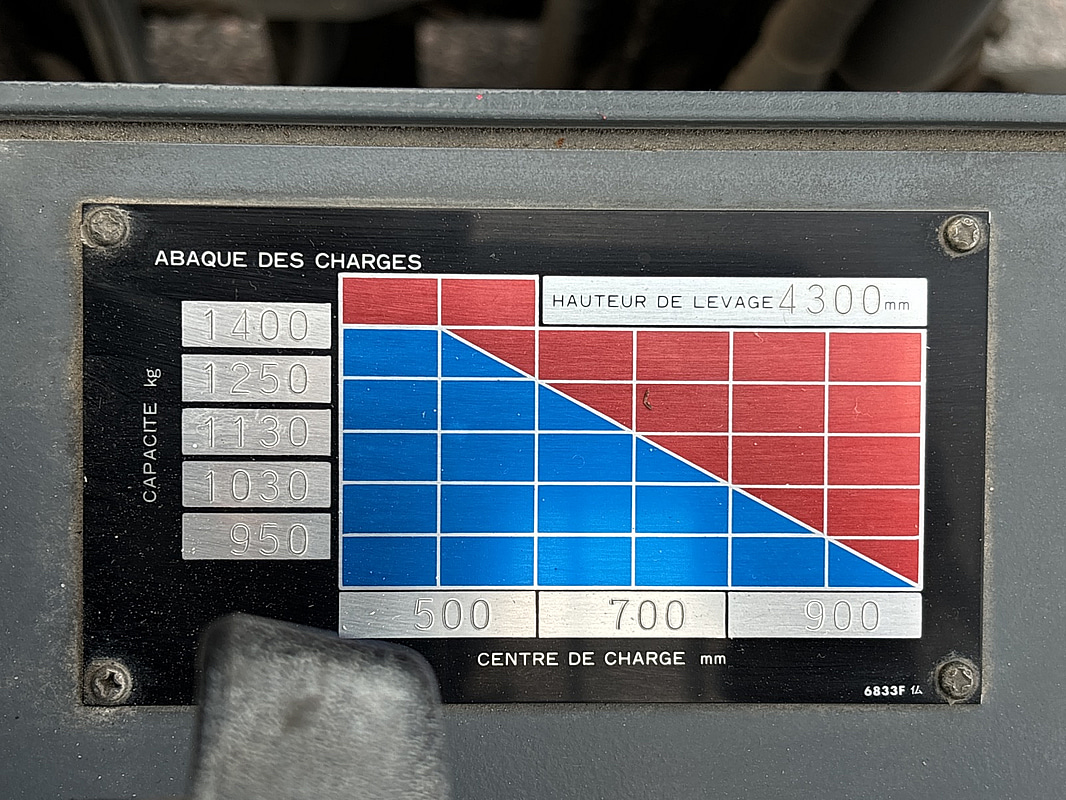 ABAQUE DES CHARGES
HAUTEUR DE LEVAGE 4300 mm
CAPACITE kg
1400
1250
1130
1030
950
500 700 900
CENTRE DE CHARGE mm
6833F 仏